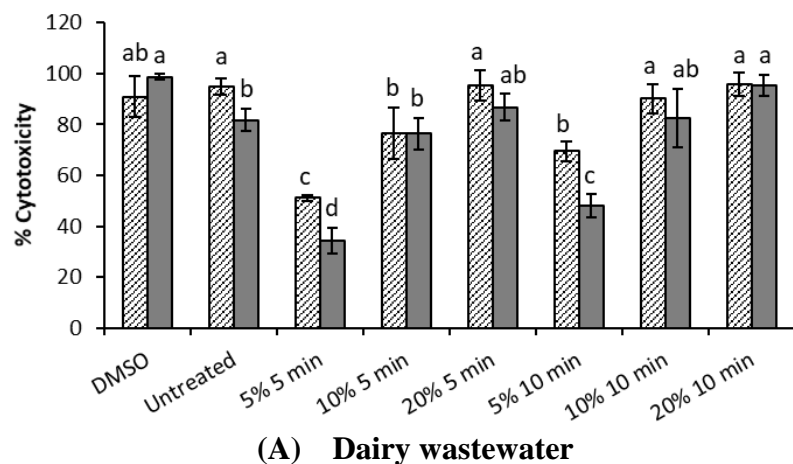 120
100
80
60
40
20
0
% Cytotoxicity
ab a
a b
c d
b b
a ab
b c
a ab
a a
DMSO
Untreated
5% 5 min
10% 5 min
20% 5 min
5% 10 min
10% 10 min
20% 10 min
(A) Dairy wastewater